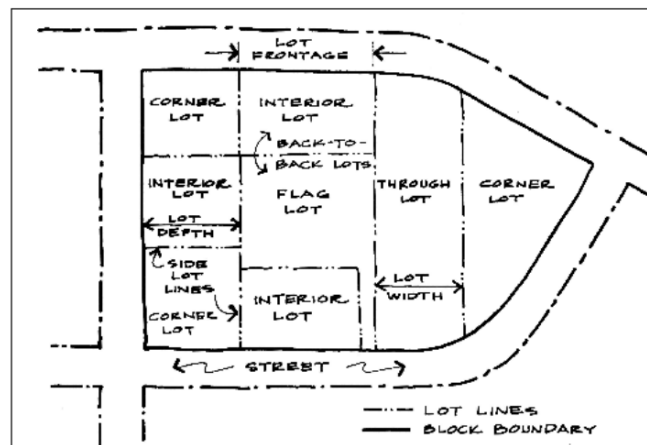 LOT
FRONTAGE
CORNER
LOT
INTERIOR
LOT
BACK-TO-
BACK LOTS
INTERIOR
LOT
FLAG
LOT
THROUGH
LOT
CORNER
LOT
LOT
DEPTH
SIDE
LOT
LINES
LOT
WIDTH
CORNER
LOT
INTERIOR
LOT
STREET
LOT LINES
BLOCK BOUNDARY